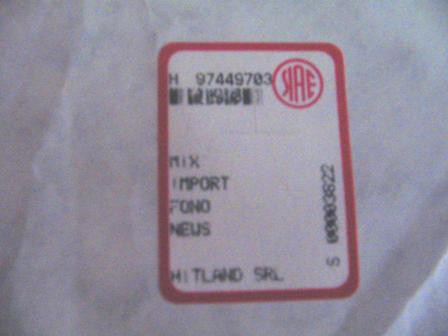 H 97449703
SIAE
MIX
IMPORT
FONO
NEWS
HITLAND SRL
S 00003822